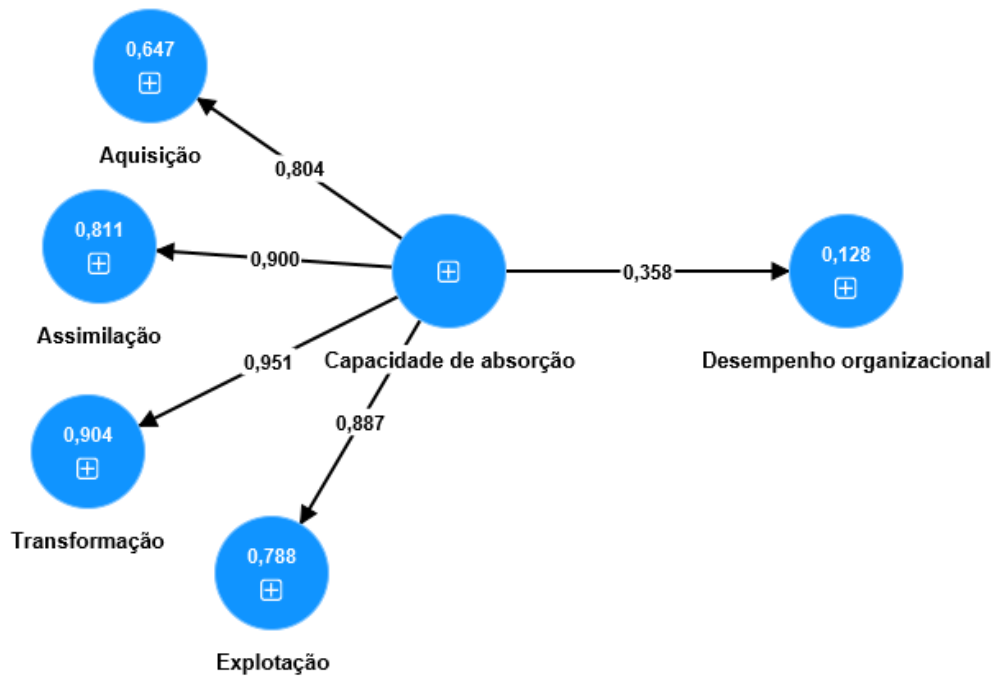 0,647
Aquisição
0,804
0,811
Assimilação
0,900
0,128
0,358
Capacidade de absorção
Desempenho organizacional
0,951
0,904
Transformação
0,887
0,788
Explotação